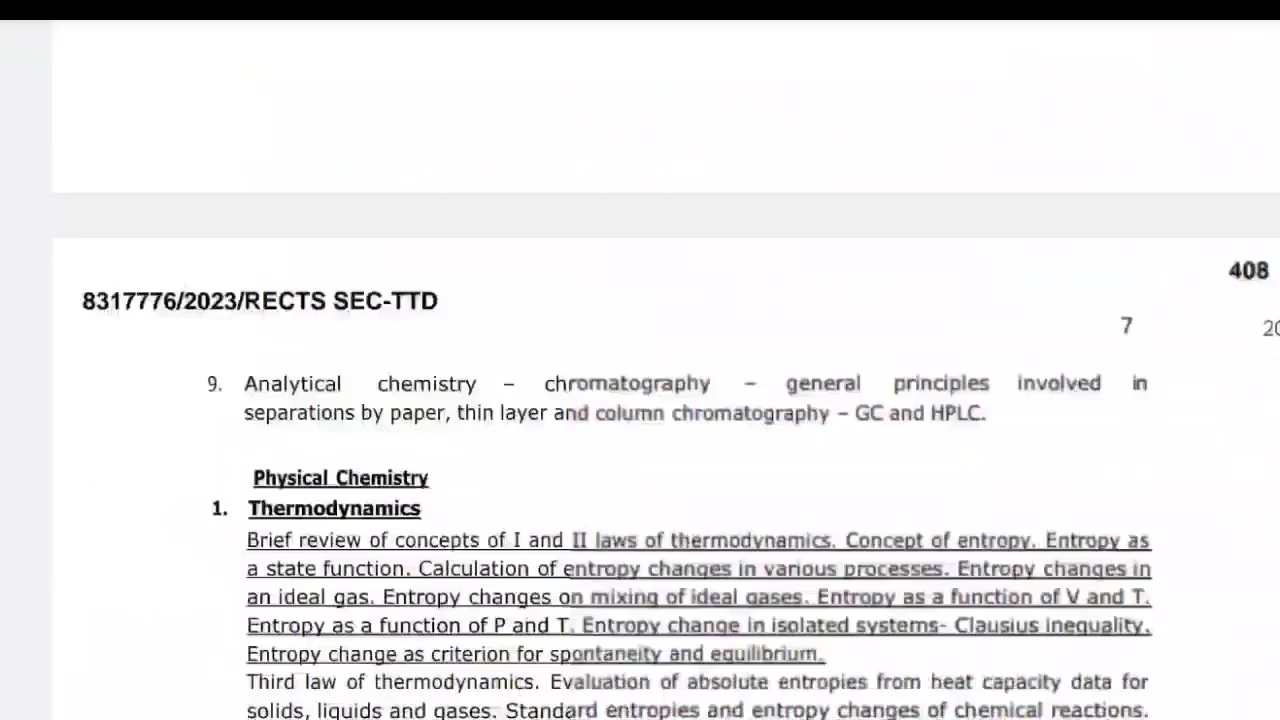 408
8317776/2023/RECTS SEC-TTD
7
20
9. Analytical chemistry – chromatography – general principles involved in
separations by paper, thin layer and column chromatography – GC and HPLC.
Physical Chemistry
1. Thermodynamics
Brief review of concepts of I and II laws of thermodynamics. Concept of entropy. Entropy as
a state function. Calculation of entropy changes in various processes. Entropy changes in
an ideal gas. Entropy changes on mixing of ideal gases. Entropy as a function of V and T.
Entropy as a function of P and T. Entropy change in isolated systems- Clausius inequality.
Entropy change as criterion for spontaneity and equilibrium.
Third law of thermodynamics. Evaluation of absolute entropies from heat capacity data for
solids, liquids and gases. Standard entropies and entropy changes of chemical reactions.